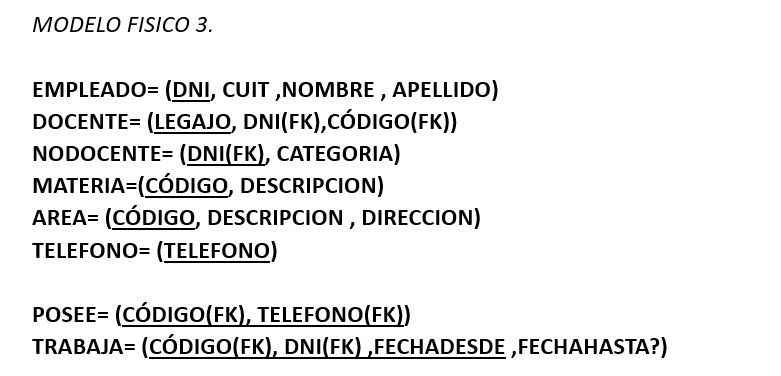 MODELO FISICO 3.
EMPLEADO= (DNI, CUIT ,NOMBRE , APELLIDO)
DOCENTE= (LEGAJO, DNI(FK),CÓDIGO(FK))
NODOCENTE= (DNI(FK), CATEGORIA)
MATERIA=(CÓDIGO, DESCRIPCION)
AREA= (CÓDIGO, DESCRIPCION , DIRECCION)
TELEFONO= (TELEFONO)
POSEE= (CÓDIGO(FK), TELEFONO(FK))
TRABAJA= (CÓDIGO(FK), DNI(FK) ,FECHADESDE ,FECHAHASTA?)